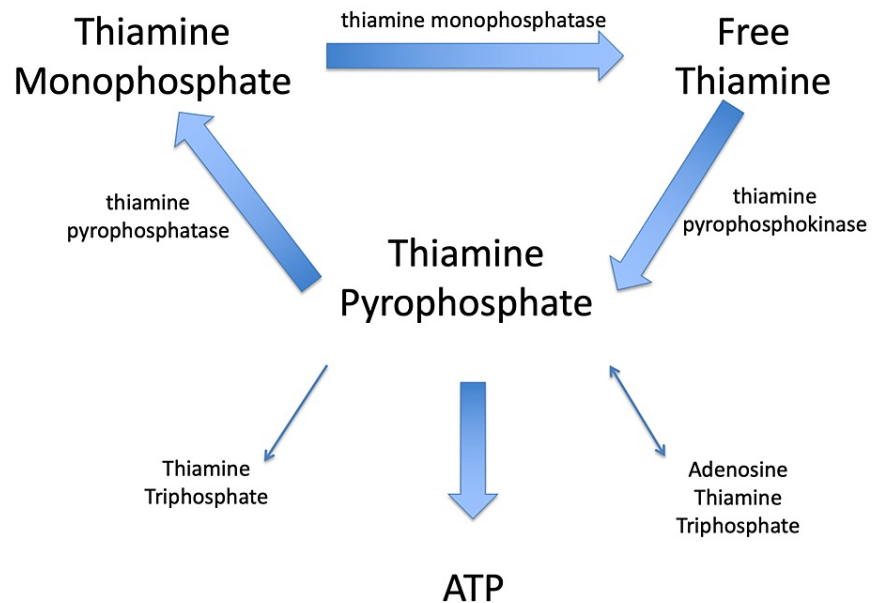 thiamine monophosphatase
Thiamine
Monophosphate
Free
Thiamine
thiamine
pyrophosphatase
thiamine
pyrophosphokinase
Thiamine
Pyrophosphate
Thiamine
Triphosphate
Adenosine
Thiamine
Triphosphate
ATP